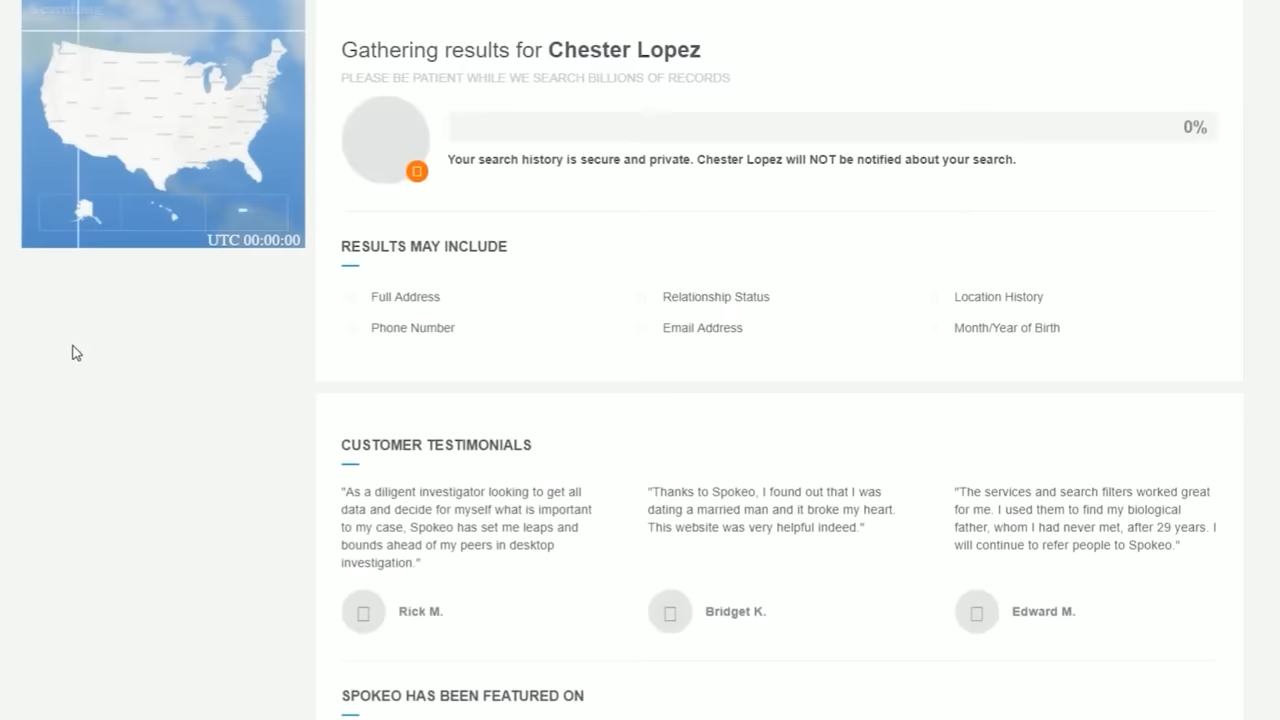 Gathering results for Chester Lopez
PLEASE BE PATIENT WHILE WE SEARCH BILLIONS OF RECORDS
0%
Your search history is secure and private. Chester Lopez will NOT be notified about your search.
UTC 00:00:00
RESULTS MAY INCLUDE
Full Address
Relationship Status
Location History
Phone Number
Email Address
Month/Year of Birth
CUSTOMER TESTIMONIALS
"As a diligent investigator looking to get all
data and decide for myself what is important
to my case, Spokeo has set me leaps and
bounds ahead of my peers in desktop
investigation."
Rick M.
"Thanks to Spokeo, I found out that I was
dating a married man and it broke my heart.
This website was very helpful indeed."
Bridget K.
"The services and search filters worked great
for me. I used them to find my biological
father, whom I had never met, after 29 years. I
will continue to refer people to Spokeo."
Edward M.
SPOKEO HAS BEEN FEATURED ON